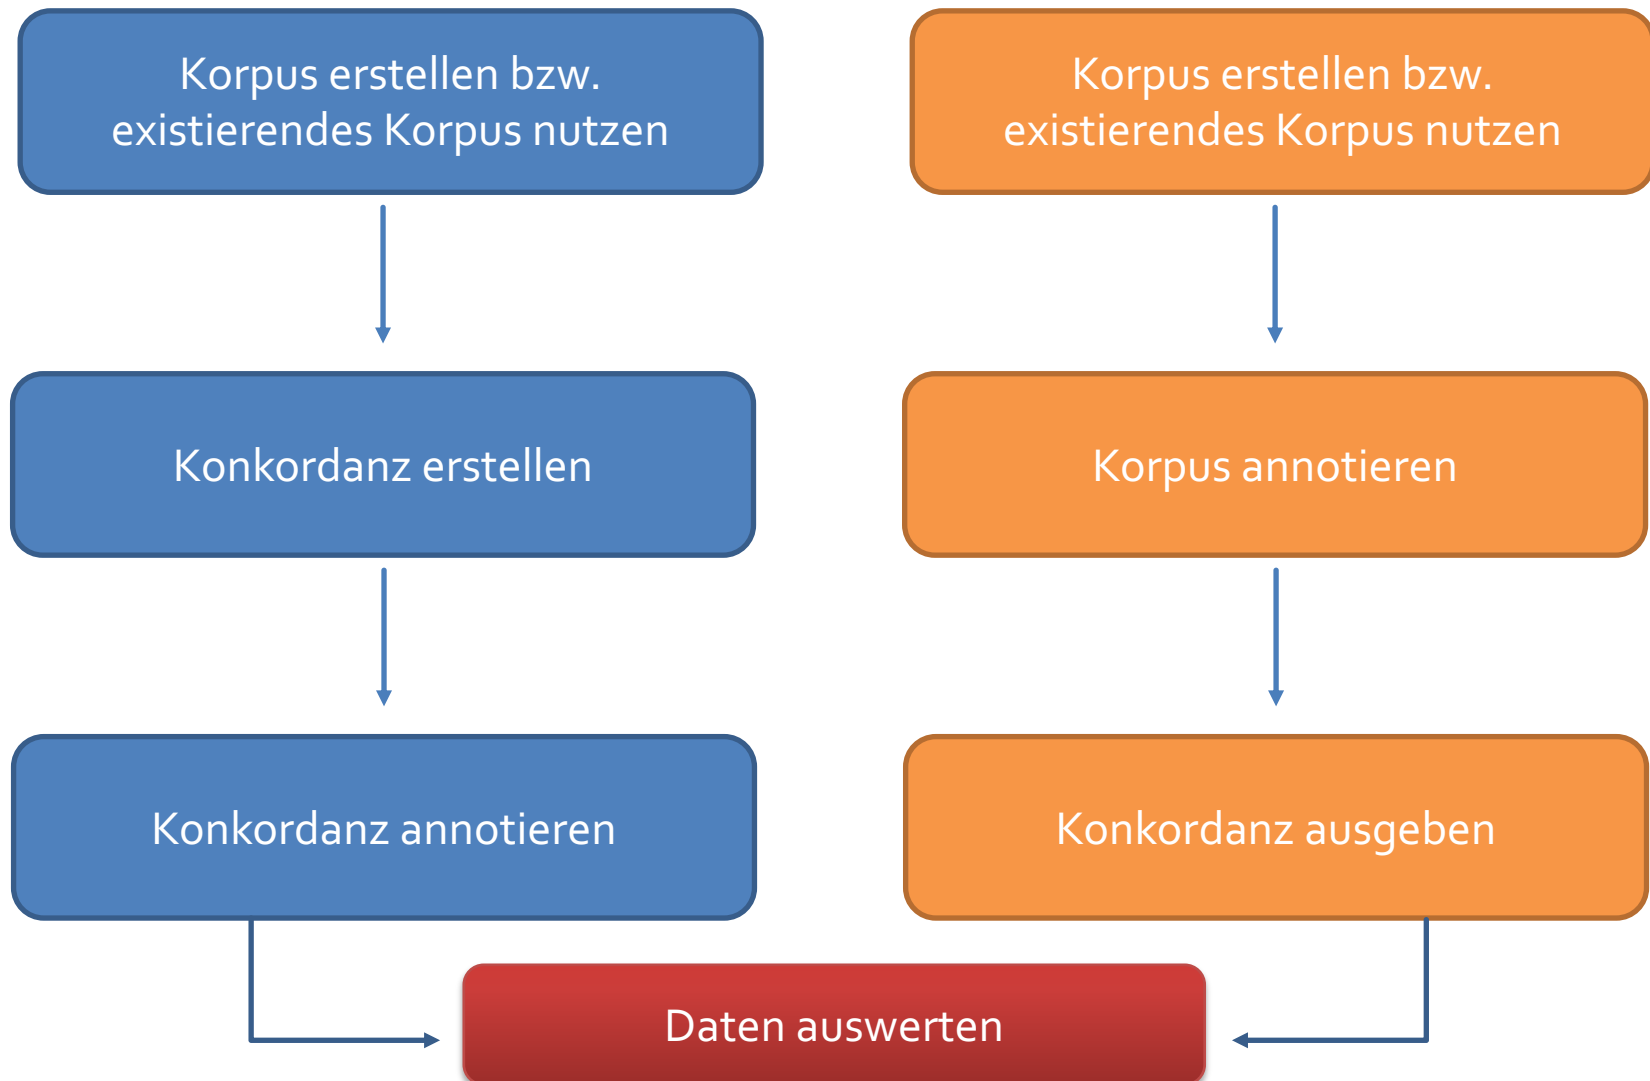 Korpus erstellen bzw.
existierendes Korpus nutzen
Korpus erstellen bzw.
existierendes Korpus nutzen
Konkordanz erstellen
Korpus annotieren
Konkordanz annotieren
Konkordanz ausgeben
Daten auswerten